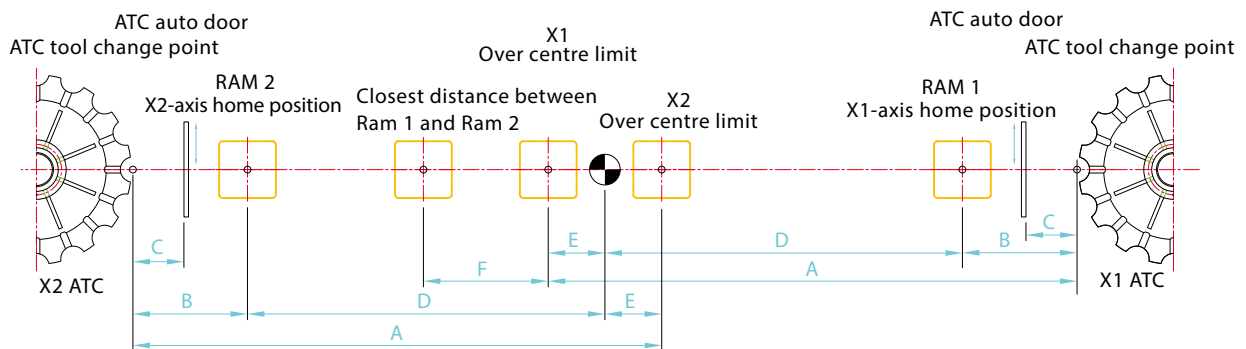 ATC auto door
ATC tool change point
X1
Over centre limit
ATC auto door
ATC tool change point
RAM 2
X2-axis home position
Closest distance between
Ram 1 and Ram 2
X2
Over centre limit
RAM 1
X1-axis home position
C
E
D
B
C
F
A
X2 ATC
X1 ATC
B
D
E
A